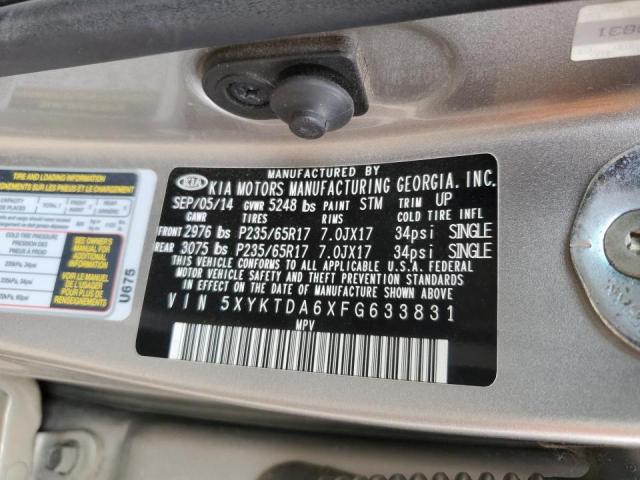 MANUFACTURED BY
KIA KIA MOTORS MANUFACTURING GEORGIA. INC.
SEP/05/14 GVWR 5248 lbs PAINT STM TRIM UP
GAWR TIRES RIMS COLD TIRE INFL
FRONT 2976 lbs P235/65R17 7.0JX17 34psi SINGLE
REAR 3075 lbs P235/65R17 7.0JX17 34psi SINGLE
THIS VEHICLE CONFORMS TO ALL APPLICABLE U.S.A. FEDERAL
MOTOR VEHICLE SAFETY AND THEFT PREVENTION STANDARDS IN
EFFECT ON THE DATE OF MANUFACTURE SHOWN ABOVE.
VIN 5XYKTDA6XFG633831
MPV
TIRE AND LOADING INFORMATION
SEE OWNER'S
MANUAL FOR
ADDITIONAL
INFORMATION
VOIR MANUEL
DE L'USAGER
POUR PLUS DE
U675